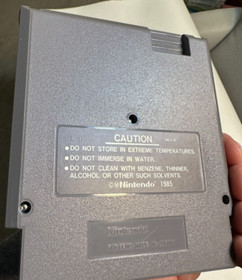 CAUTION
•DO NOT STORE IN EXTREME TEMPERATURES.
•DO NOT IMMERSE IN WATER.
•DO NOT CLEAN WITH BENZENE, THINNER,
ALCOHOL OR OTHER SUCH SOLVENTS.
©®Nintendo 1985
Nintendo